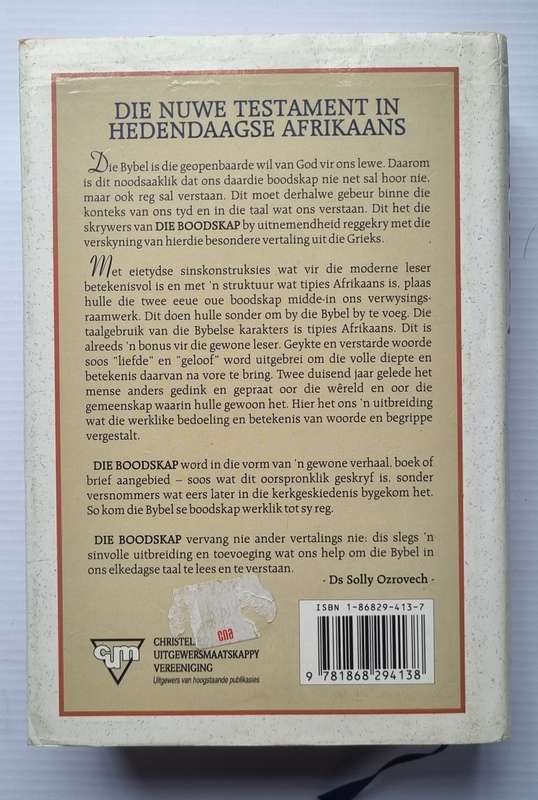 DIE NUWE TESTAMENT IN
HEDENDAAGSE AFRIKAANS
Die Bybel is die geopenbaarde wil van God vir ons lewe. Daarom
is dit noodsaaklik dat ons daardie boodskap nie net sal hoor nie,
maar ook reg sal verstaan. Dit moet derhalwe gebeur binne die
konteks van ons tyd en in die taal wat ons verstaan. Dit het die
skrywers van DIE BOODSKAP by uitnemendheid reggekry met die
verskyning van hierdie besondere vertaling uit die Grieks.
Met eietydse sinskonstruksies wat vir die moderne leser
betekenisvol is en met 'n struktuur wat tipies Afrikaans is, plaas
hulle die twee eeue oue boodskap midde-in ons verwysings-
raamwerk. Dit doen hulle sonder om by die Bybel by te voeg. Die
taalgebruik van die Bybelse karakters is tipies Afrikaans. Dit is
alreeds 'n bonus vir die gewone leser. Geykte en verstarde woorde
soos "liefde" en "geloof" word uitgebrei om die volle diepte en
betekenis daarvan na vore te bring. Twee duisend jaar gelede het
mense anders gedink en gepraat oor die wêreld en oor die
gemeenskap waarin hulle gewoon het. Hier het ons 'n uitbreiding
wat die werklike bedoeling en betekenis van woorde en begrippe
vergestalt.
DIE BOODSKAP word in die vorm van 'n gewone verhaal, boek of
brief aangebied – soos wat dit oorspronklik geskryf is, sonder
versnommers wat eers later in die kerkgeskiedenis bygekom het.
So kom die Bybel se boodskap werklik tot sy reg.
DIE BOODSKAP vervang nie ander vertalings nie: dis slegs 'n
sinvolle uitbreiding en toevoeging wat ons help om die Bybel in
ons elkedagse taal te lees en te verstaan.
- Ds Solly Ozrovech -
cum
CHRISTEL
UITGEWERSMAATSKAPPY
VEREENIGING
Uitgewers van hoogstaande publikasies
cna
ISBN 1-86829-413-7
9 781868 294138